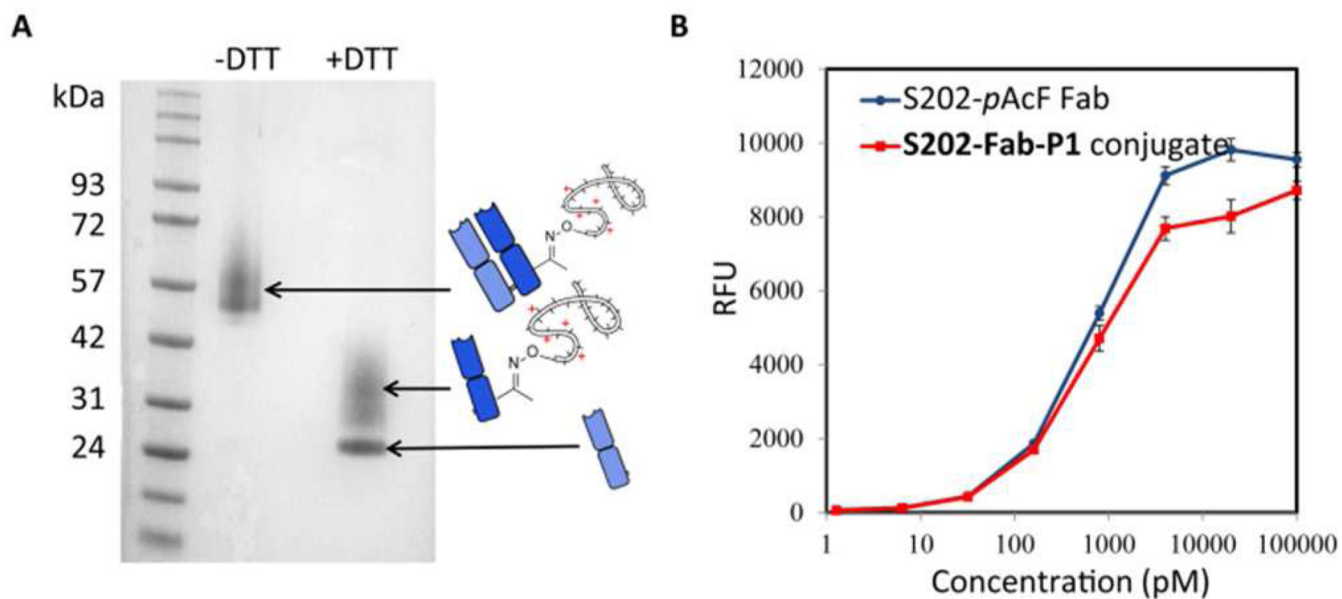 A
-DTT +DTT
kDa
93
72
57
42
31
24
N O
N O
B
12000
10000
8000
6000
4000
2000
0
S202-pAcF Fab
S202-Fab-P1 conjugate
RFU
1 10 100 1000 10000 100000
Concentration (pM)